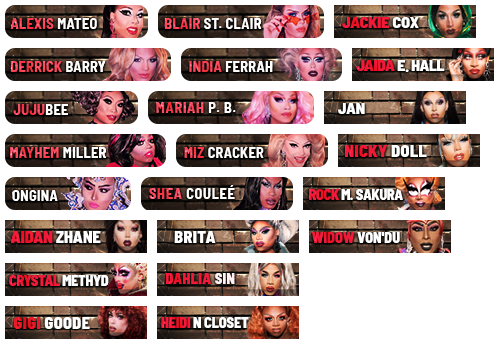 ALEXIS MATEO
BLAIR ST. CLAIR
JACKIE COX
DERRICK BARRY
INDIA FERRAH
JAIDA E. HALL
JUJUBEE
MARIAH P. B.
JAN
MAYHEM MILLER
MIZ CRACKER
NICKY DOLL
ONGINA
SHEA COULEÉ
ROCK M. SAKURA
AIDAN ZHANE
BRITA
WIDOW VON'DU
CRYSTAL METHYD
DAHLIA SIN
GIGI GOODE
HEIDI N CLOSET